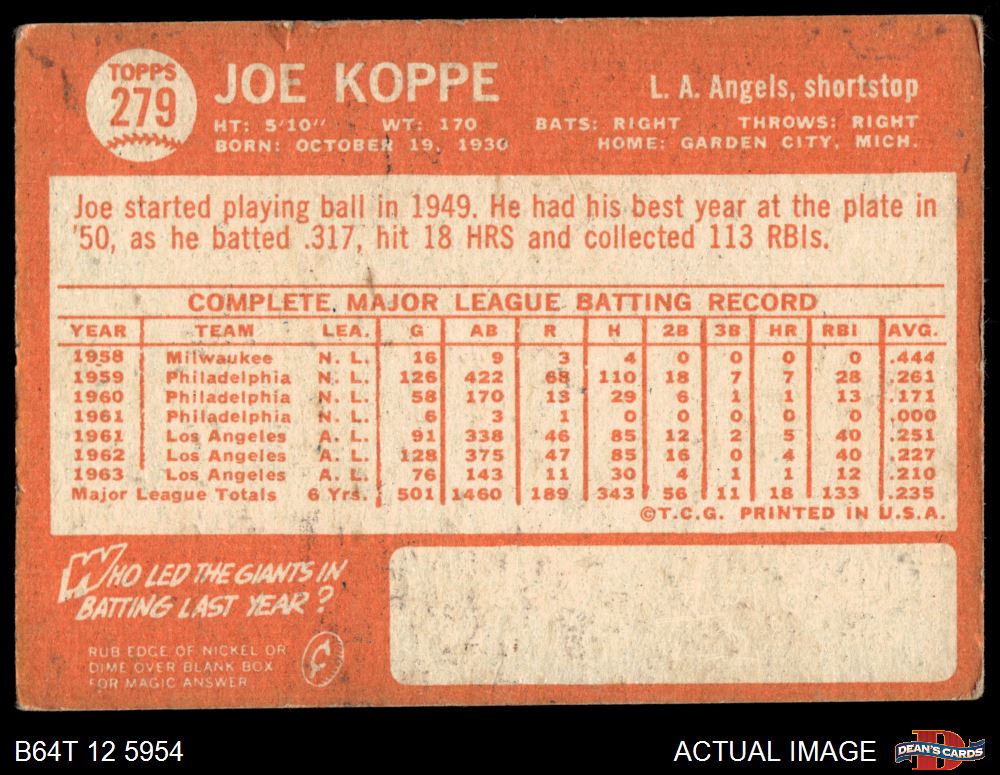 TOPPS
279
JOE KOPPE
L. A. Angels, shortstop
HT: 5'10" WT: 170 BATS: RIGHT THROWS: RIGHT
BORN: OCTOBER 19, 1930 HOME: GARDEN CITY, MICH.
Joe started playing ball in 1949. He had his best year at the plate in
'50, as he batted .317, hit 18 HRS and collected 113 RBIs.
COMPLETE MAJOR LEAGUE BATTING RECORD
YEAR TEAM LEA. G AB R H 2B 3B HR RBI AVG.
1958 Milwaukee N. L. 16 9 3 4 0 0 0 0 .444
1959 Philadelphia N. L. 126 422 68 110 18 7 7 28 .261
1960 Philadelphia N. L. 58 170 13 29 6 1 1 13 .171
1961 Philadelphia N. L. 6 3 1 0 0 0 0 0 .000
1961 Los Angeles A. L. 91 338 46 85 12 2 5 40 .251
1962 Los Angeles A. L. 128 375 47 85 16 0 4 40 .227
1963 Los Angeles A. L. 76 143 11 30 4 1 1 12 .210
Major League Totals 6 Yrs. 501 1460 189 343 56 11 18 133 .235
©T.C.G. PRINTED IN U.S.A.
WHO LED THE GIANTS IN
BATTING LAST YEAR?
RUB EDGE OF NICKEL OR
DIME OVER BLANK BOX
FOR MAGIC ANSWER
B64T 12 5954
ACTUAL IMAGE
DEAN'S CARDS